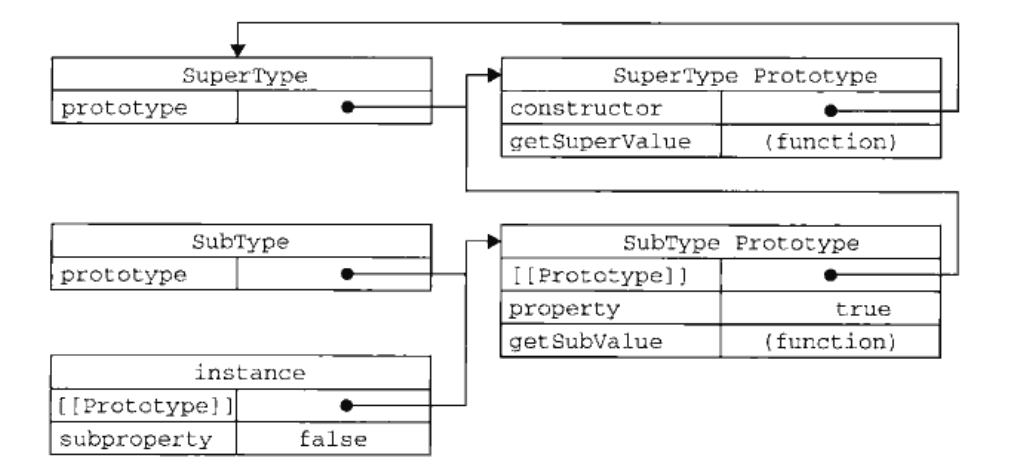 SuperType
prototype
SuperType Prototype
constructor
getSuperValue (function)
SubType
prototype
SubType Prototype
[[Prototype]]
property true
getSubValue (function)
instance
[[Prototype]]
subproperty false